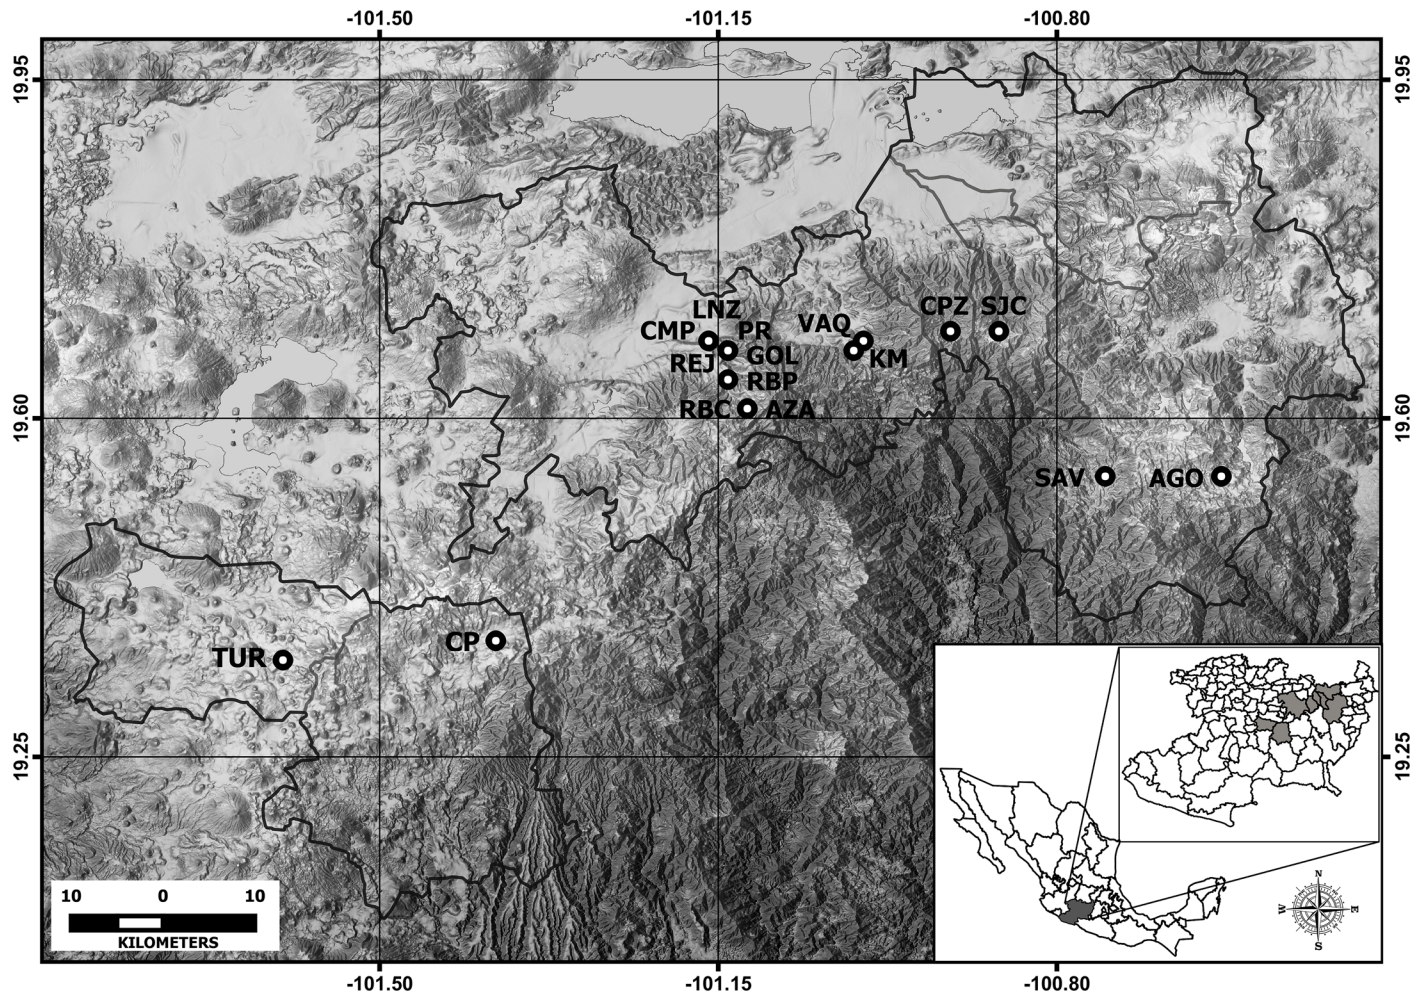 -101.50 -101.15 -100.80
19.95 19.95
LNZ
CPZ SJC
CMP PR VAQ
REJ GOL KM
RBP
RBC AZA
19.60 19.60
SAV AGO
CP
TUR
19.25 19.25
10 0 10
KILOMETERS
N
W E
S
-101.50 -101.15 -100.80